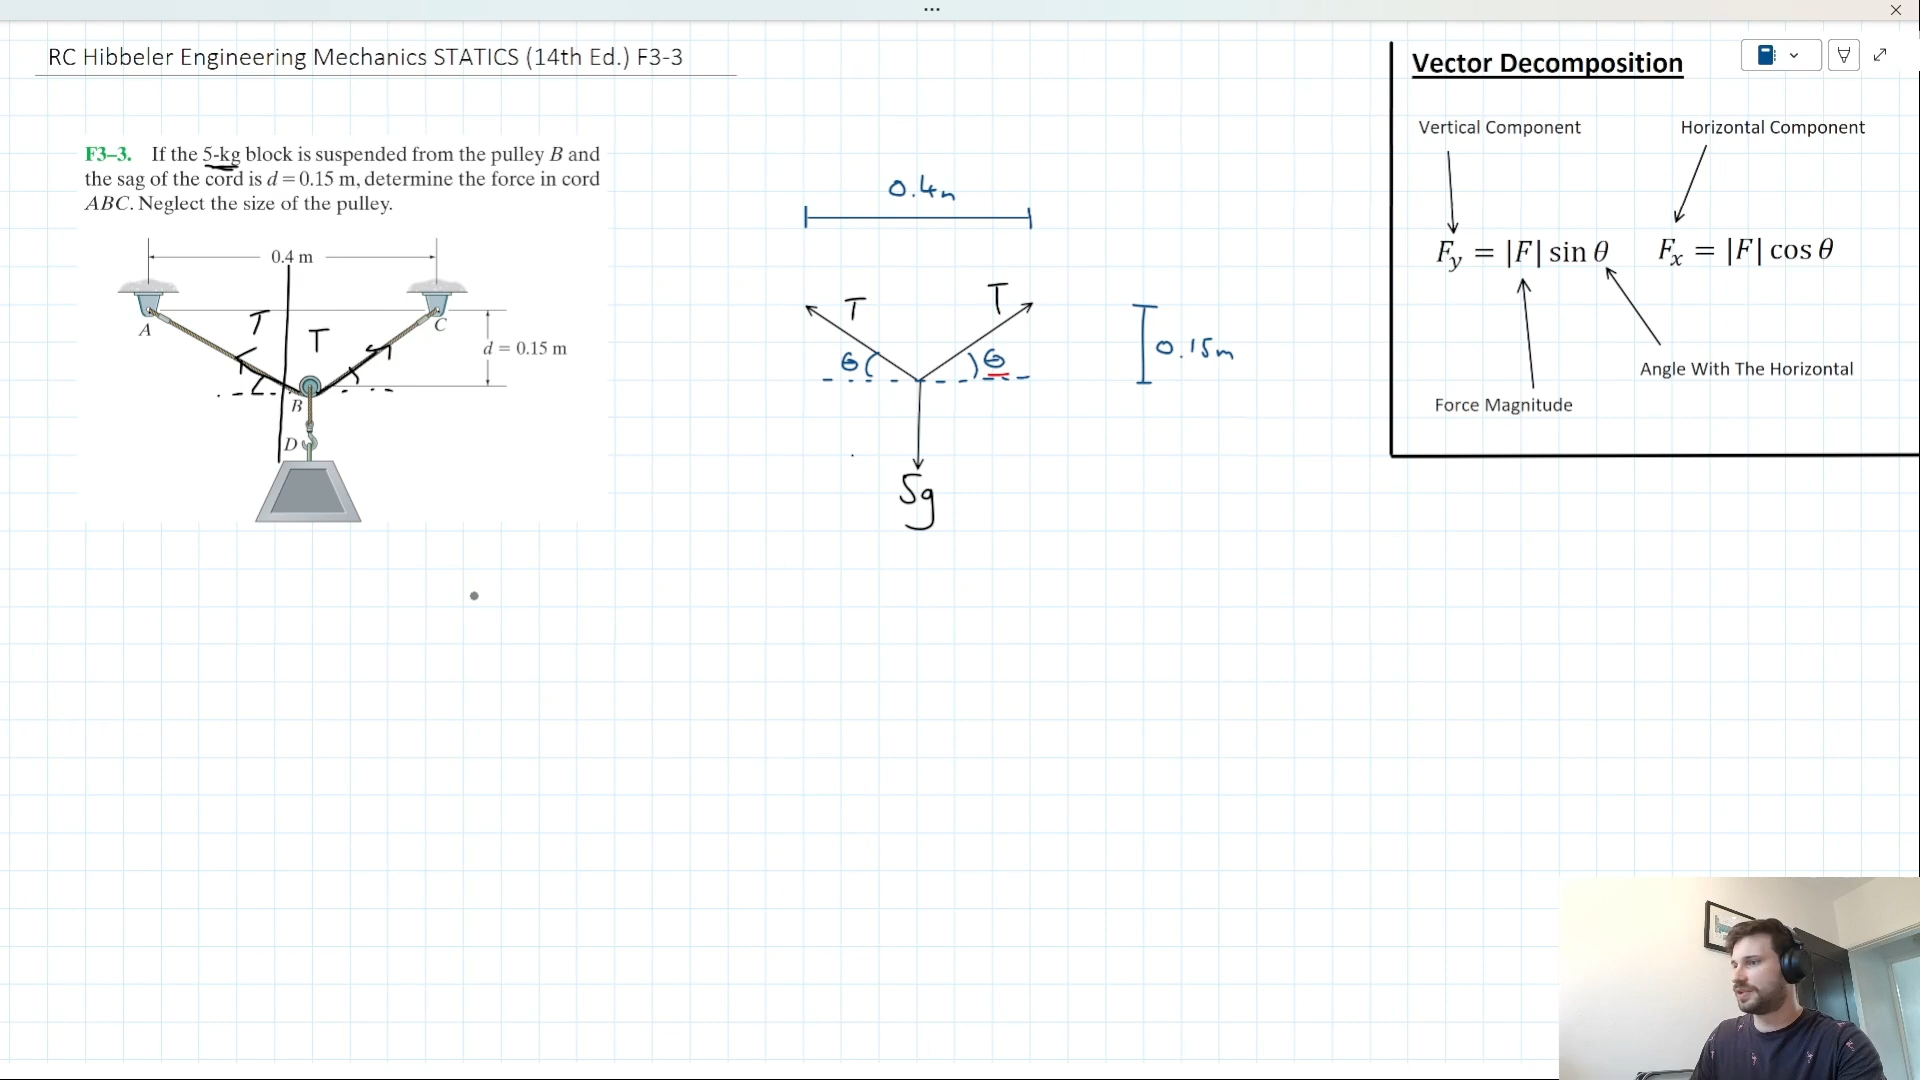 RC Hibbeler Engineering Mechanics STATICS (14th Ed.) F3-3
F3–3. If the 5-kg block is suspended from the pulley B and
the sag of the cord is d = 0.15 m, determine the force in cord
ABC. Neglect the size of the pulley.
0.4 m
A
T
T
C
d = 0.15 m
B
D
0.4m
T
T
θ
θ
0.15m
5g
Vector Decomposition
Vertical Component
Horizontal Component
F_y = |F| sin θ
F_x = |F| cos θ
Angle With The Horizontal
Force Magnitude